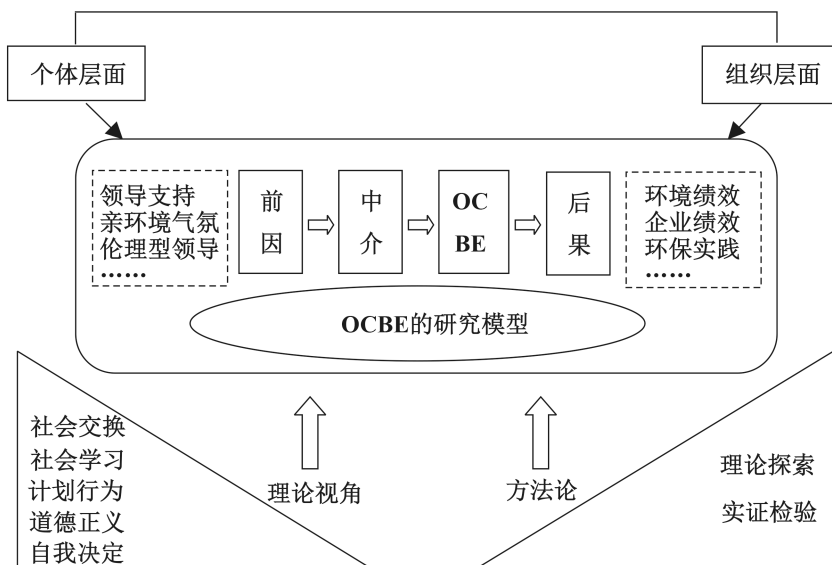 个体层面
组织层面
领导支持
亲环境气氛
伦理型领导
……
前因
中介
OCBE
后果
环境绩效
企业绩效
环保实践
……
OCBE的研究模型
社会交换
社会学习
计划行为
道德正义
自我决定
理论视角
方法论
理论探索
实证检验